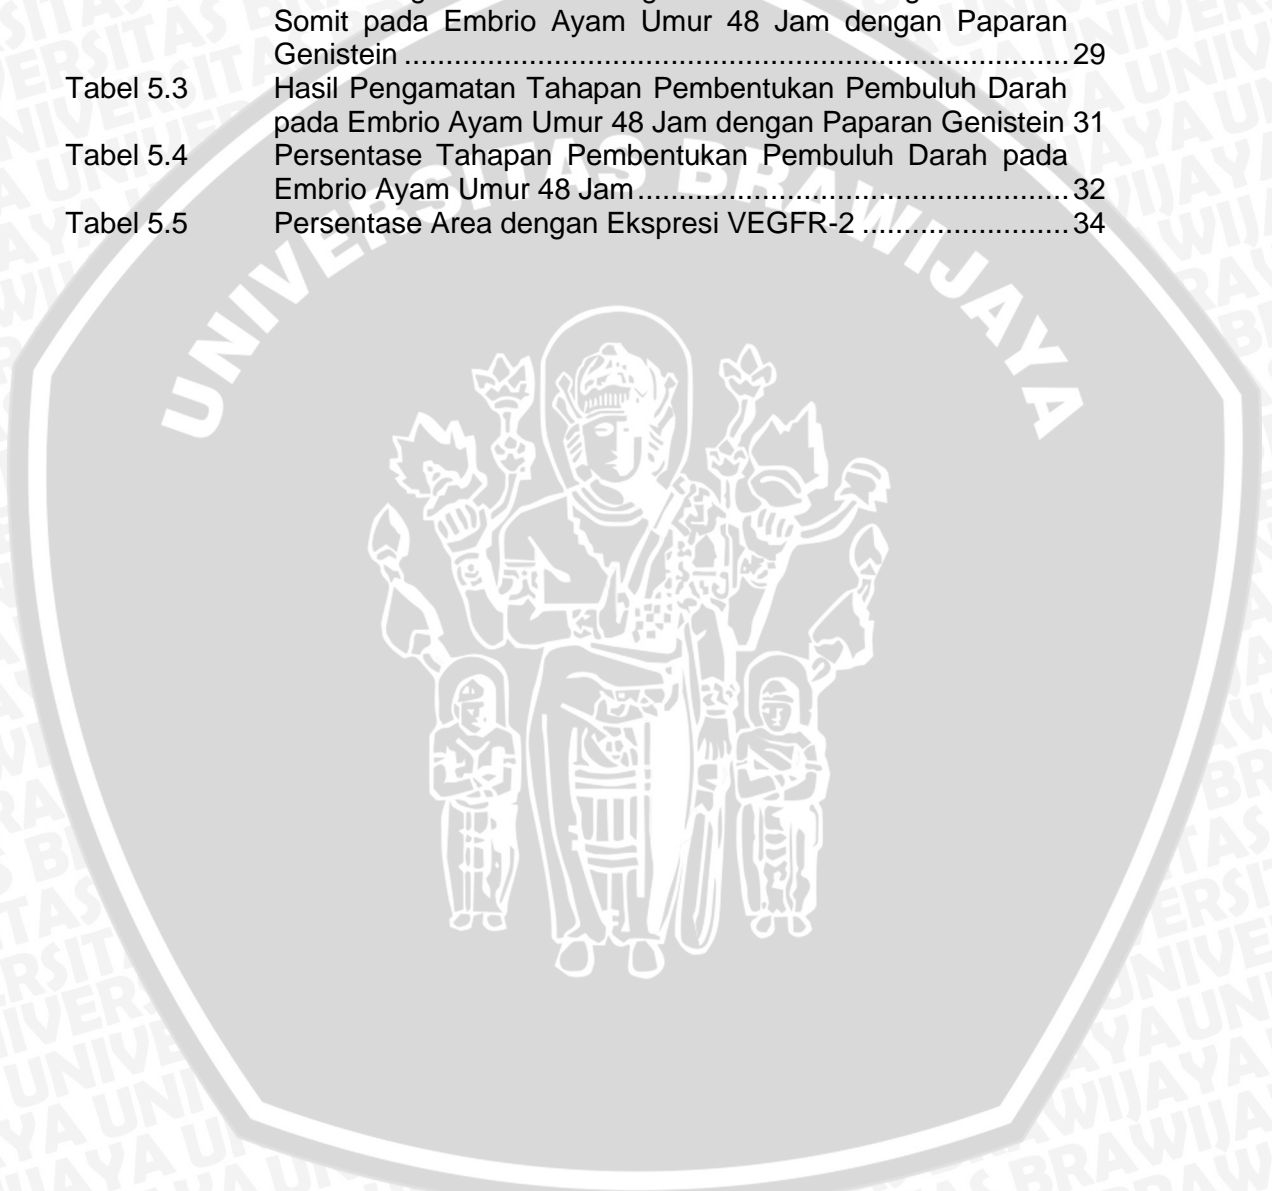 Somit pada Embrio Ayam Umur 48 Jam dengan Paparan
Genistein ............................................................................... 29
Tabel 5.3 Hasil Pengamatan Tahapan Pembentukan Pembuluh Darah
pada Embrio Ayam Umur 48 Jam dengan Paparan Genistein 31
Tabel 5.4 Persentase Tahapan Pembentukan Pembuluh Darah pada
Embrio Ayam Umur 48 Jam ................................................... 32
Tabel 5.5 Persentase Area dengan Ekspresi VEGFR-2 ......................... 34
UNIVERSITAS BRAWIJAYA